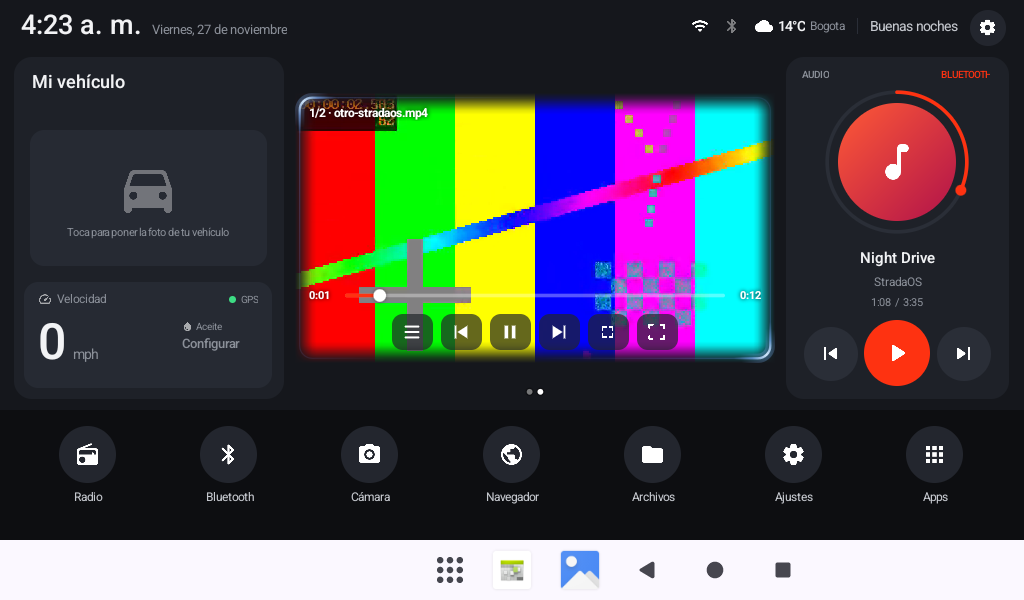 4:23 a. m.
Viernes, 27 de noviembre
14°C Bogota
Buenas noches
Mi vehículo
Toca para poner la foto de tu vehículo
Velocidad
GPS
0 mph
Aceite
Configurar
1/2 · otro-stradaos.mp4
0:01
0:12
AUDIO
BLUETOOTH
Night Drive
StradaOS
1:08 / 3:35
Radio
Bluetooth
Cámara
Navegador
Archivos
Ajustes
Apps